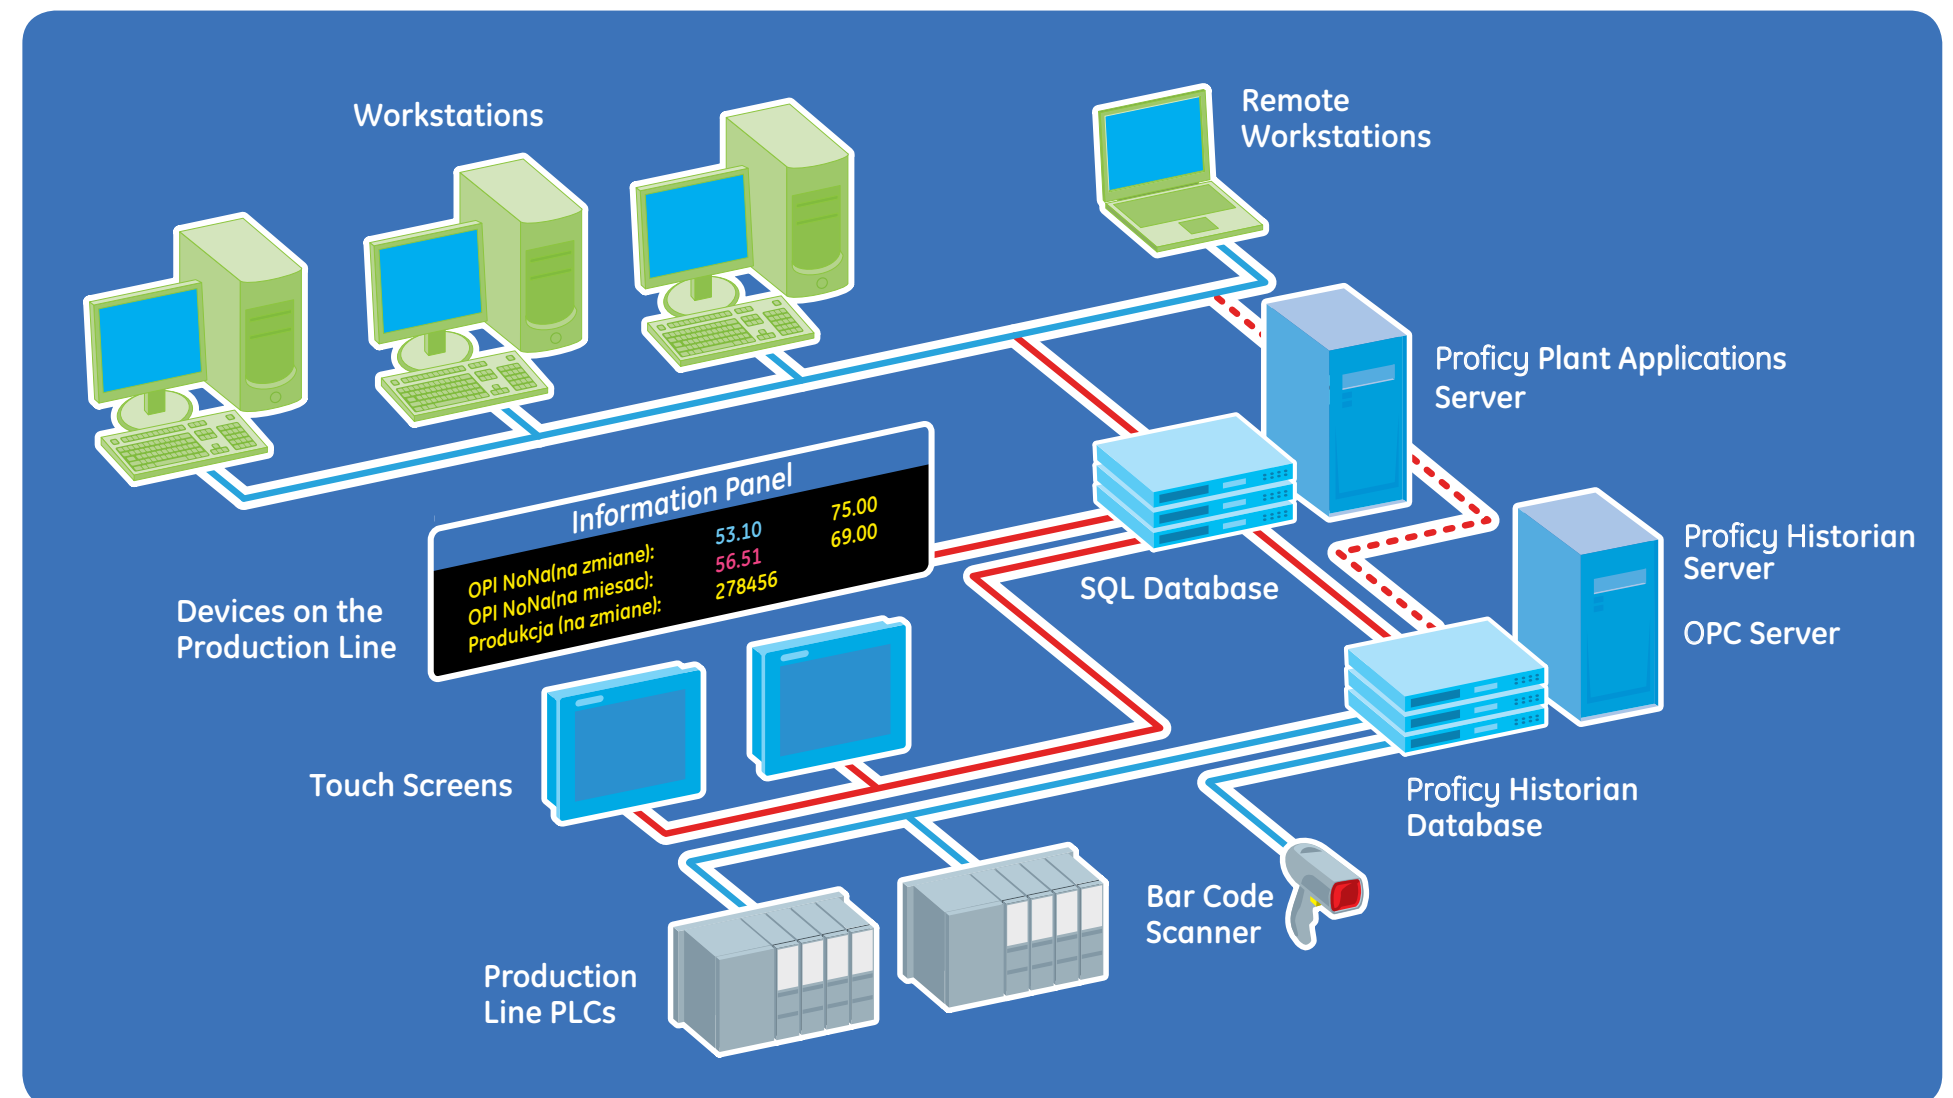 Workstations
Remote
Workstations
Proficy Plant Applications
Server
Information Panel
OPI NoNa(na zmiane): 53.10 75.00
OPI NoNa(na miesac): 56.51 69.00
Produkcja (na zmiane): 278456
Devices on the
Production Line
SQL Database
Proficy Historian
Server
OPC Server
Touch Screens
Proficy Historian
Database
Bar Code
Scanner
Production
Line PLCs